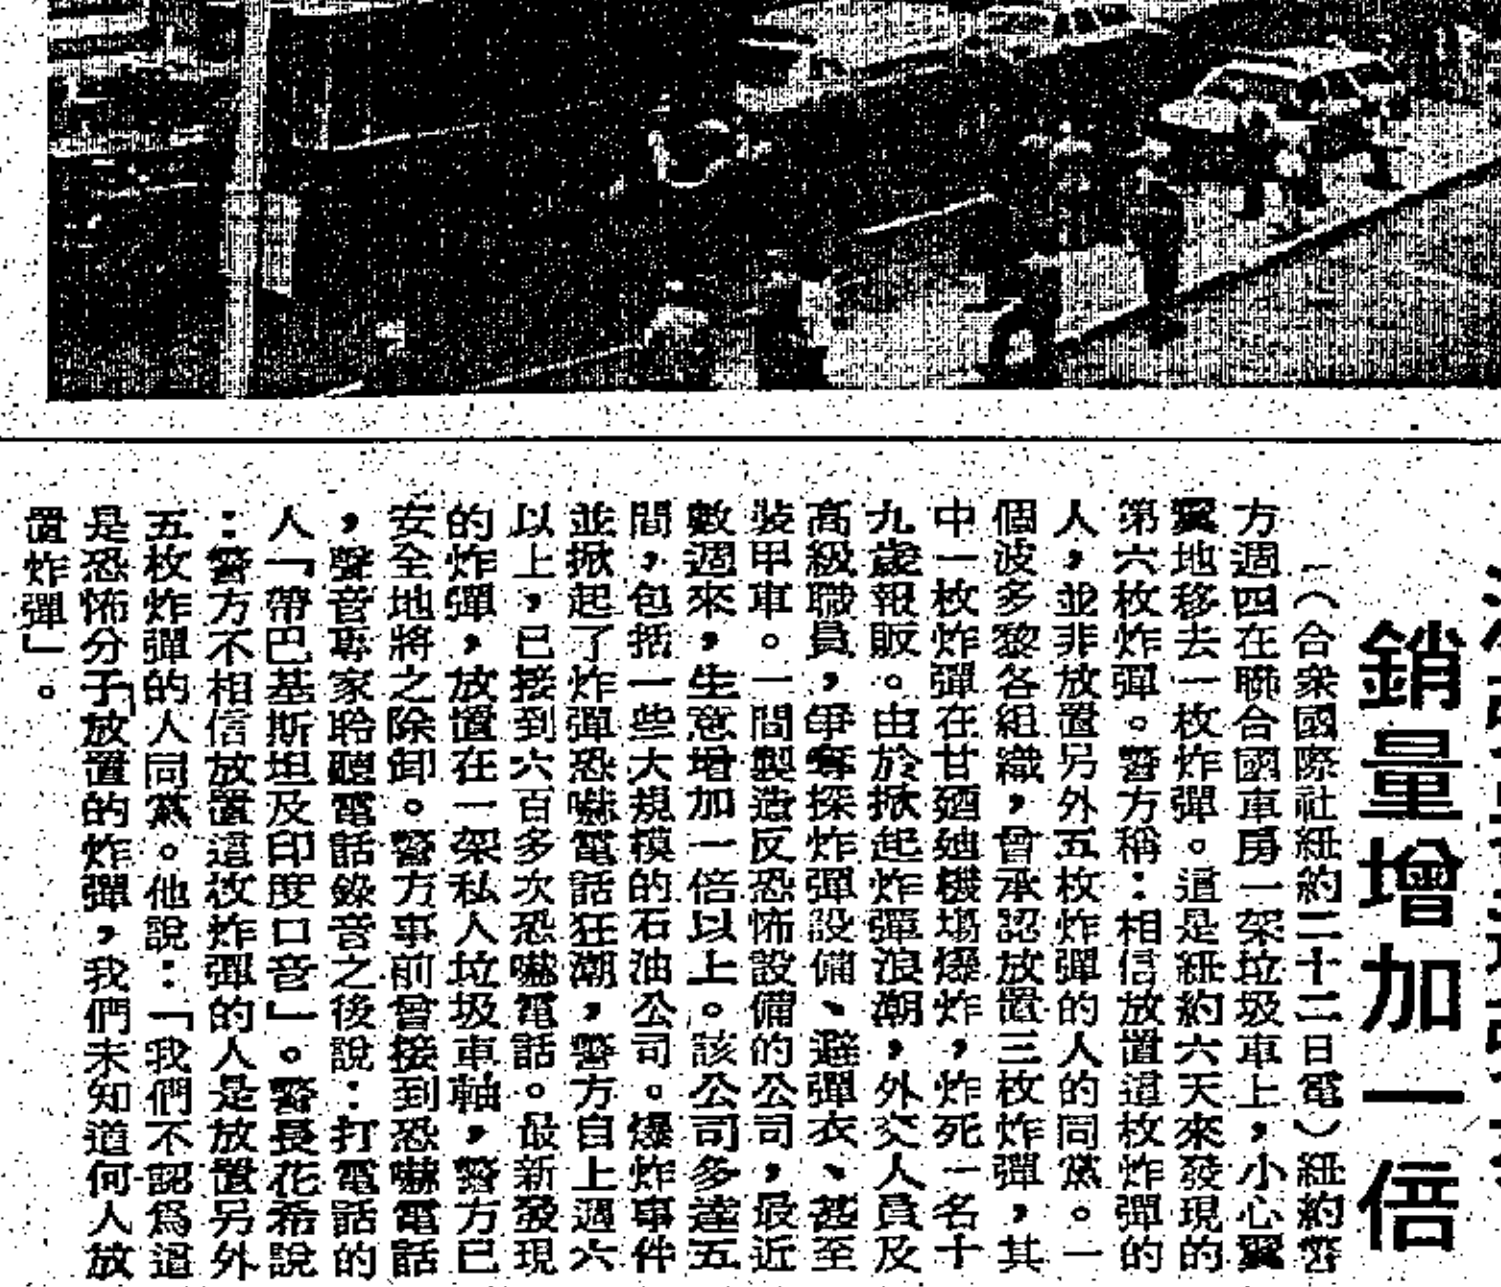 銷量增加一倍
（合衆國際社紐約二十二日電）紐約警
方週四在聯合國車房一架垃圾車上，小心翼
翼地移去一枚炸彈。這是紐約六天來發現的
第六枚炸彈。警方稱：相信放置這枚炸彈的
人，並非放置另外五枚炸彈的人的同黨。一
個波多黎各組織，曾承認放置三枚炸彈，其
中一枚炸彈在甘廼廸機場爆炸，炸死一名十
九歲報販。由於掀起炸彈浪潮，外交人員及
高級職員，爭奪探炸彈設備、避彈衣、甚至
裝甲車。一間製造反恐怖設備的公司，最近
數週來，生意增加一倍以上。該公司多達五
間，包括一些大規模的石油公司。爆炸事件
並掀起了炸彈恐嚇電話狂潮，警方自上週六
以上，已接到六百多次恐嚇電話。最新發現
的炸彈，放置在一架私人垃圾車軸，警方已
安全地將之除卸。警方事前曾接到恐嚇電話
，聲音專家聆聽電話錄音之後說：打電話的
人「帶巴基斯坦及印度口音」。警長花希說
：警方不相信放置這枚炸彈的人是放置另外
五枚炸彈的人同黨。他說：「我們不認爲這
是恐怖分子放置的炸彈，我們未知道何人放
置炸彈」。